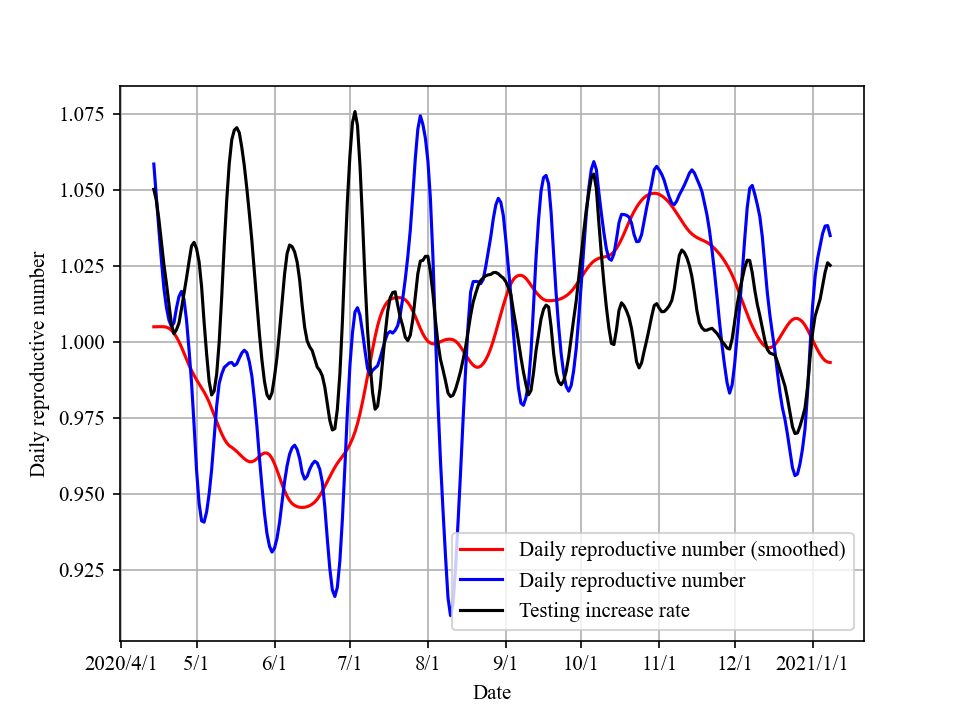 1.075
1.050
1.025
1.000
0.975
0.950
0.925
Daily reproductive number
Daily reproductive number (smoothed)
Daily reproductive number
Testing increase rate
2020/4/1 5/1 6/1 7/1 8/1 9/1 10/1 11/1 12/1 2021/1/1
Date